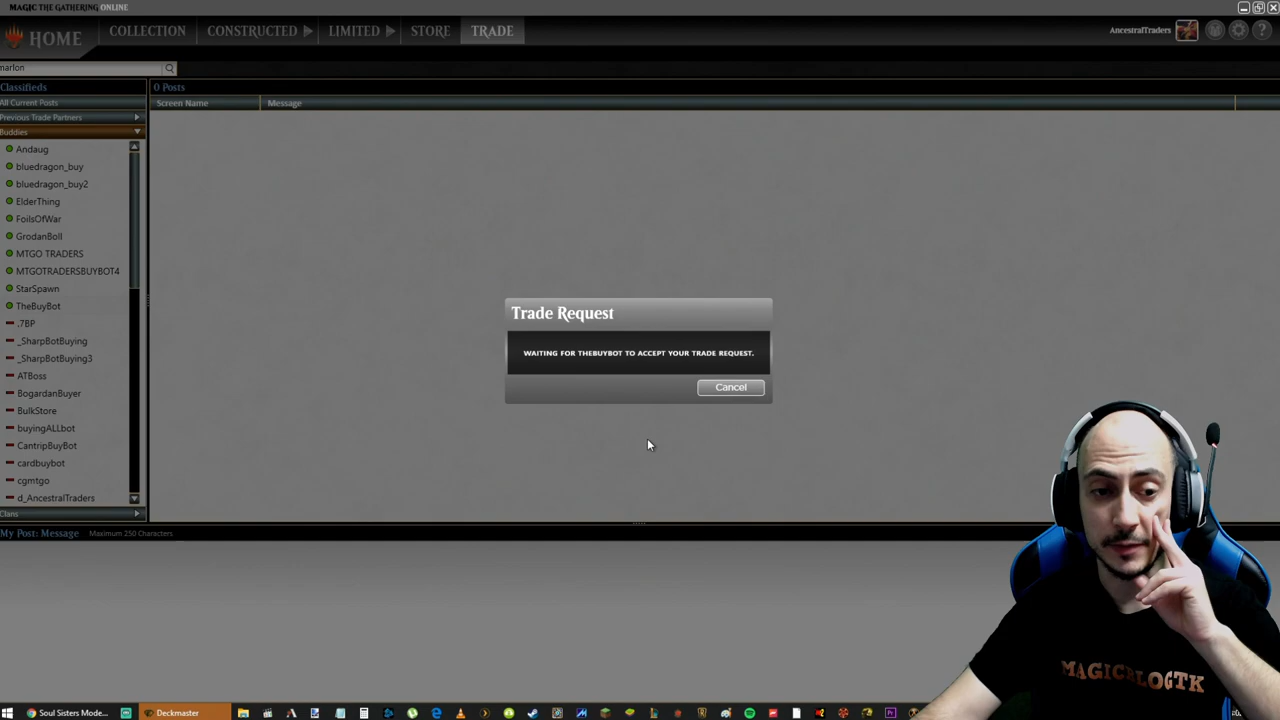 MAGIC THE GATHERING ONLINE
HOME
COLLECTION
CONSTRUCTED
LIMITED
STORE
TRADE
AncestralTraders
marlon
Classifieds
0 Posts
All Current Posts
Screen Name
Message
Previous Trade Partners
Buddies
Andaug
bluedragon_buy
bluedragon_buy2
ElderThing
FoilsOfWar
GrodanBoll
MTGO TRADERS
MTGOTRADERSBUYBOT4
StarSpawn
TheBuyBot
.7BP
_SharpBotBuying
_SharpBotBuying3
ATBoss
BogardanBuyer
BulkStore
buyingALLbot
CantripBuyBot
cardbuybot
cgmtgo
d_AncestralTraders
Clans
Trade Request
WAITING FOR THEBUYBOT TO ACCEPT YOUR TRADE REQUEST.
Cancel
My Post: Message
Maximum 250 Characters
MAGICBLOGTK
Soul Sisters Mode...
Deckmaster